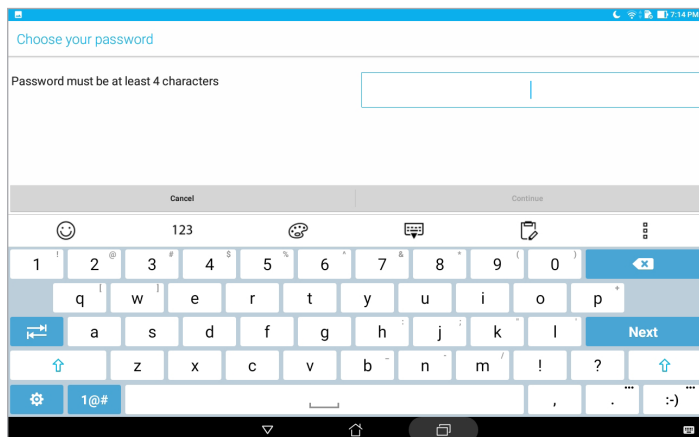 7:14 PM
Choose your password
Password must be at least 4 characters
Cancel Continue
123
1 ! 2 @ 3 # 4 $ 5 % 6 ^ 7 & 8 * 9 ( 0 )
q [ w ] e r t y u i o p +
a s d f g h : j ; k " l `
Next
z x c v b _ n - m / ! ?
1@# , . ... :-) ...